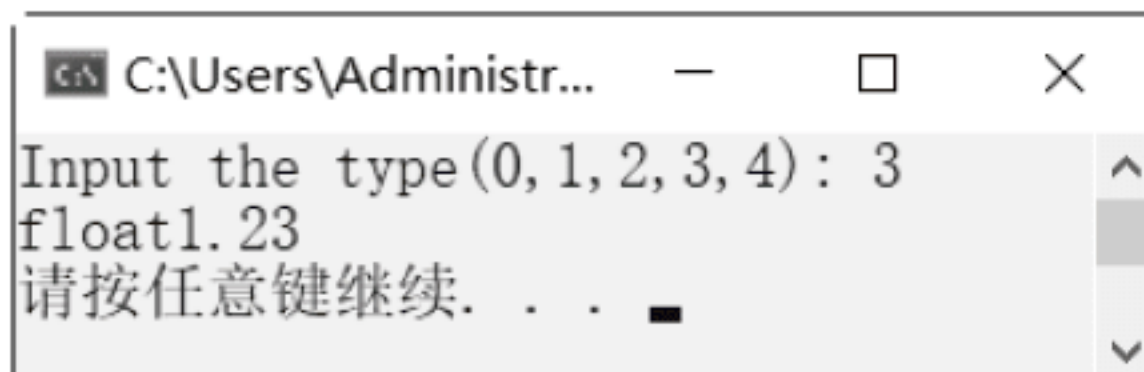 C:\Users\Administr...
Input the type(0,1,2,3,4): 3
float1.23
请按任意键继续. . .